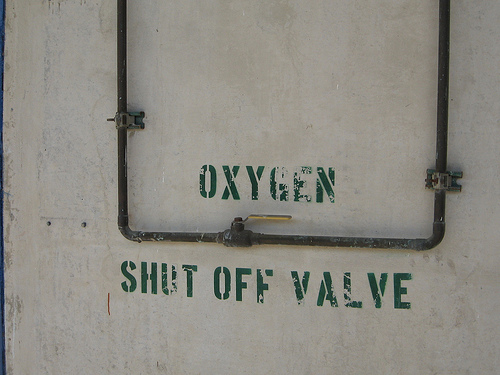 OXYGEN
SHUT OFF VALVE